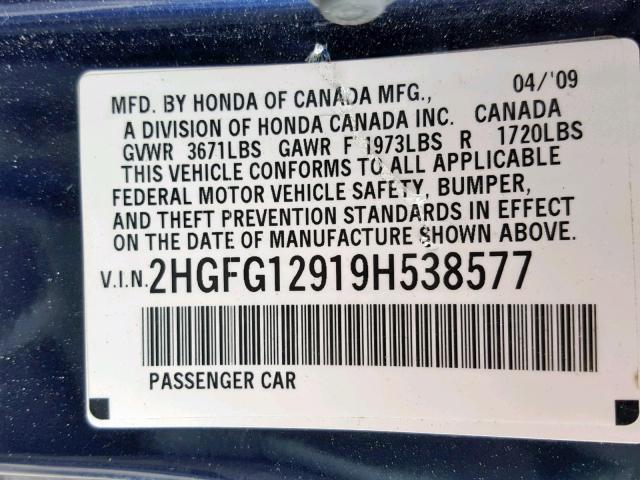 MFD. BY HONDA OF CANADA MFG., 04/'09
A DIVISION OF HONDA CANADA INC. CANADA
GVWR 3671LBS GAWR F 1973LBS R 1720LBS
THIS VEHICLE CONFORMS TO ALL APPLICABLE
FEDERAL MOTOR VEHICLE SAFETY, BUMPER,
AND THEFT PREVENTION STANDARDS IN EFFECT
ON THE DATE OF MANUFACTURE SHOWN ABOVE.
V.I.N. 2HGFG12919H538577
PASSENGER CAR